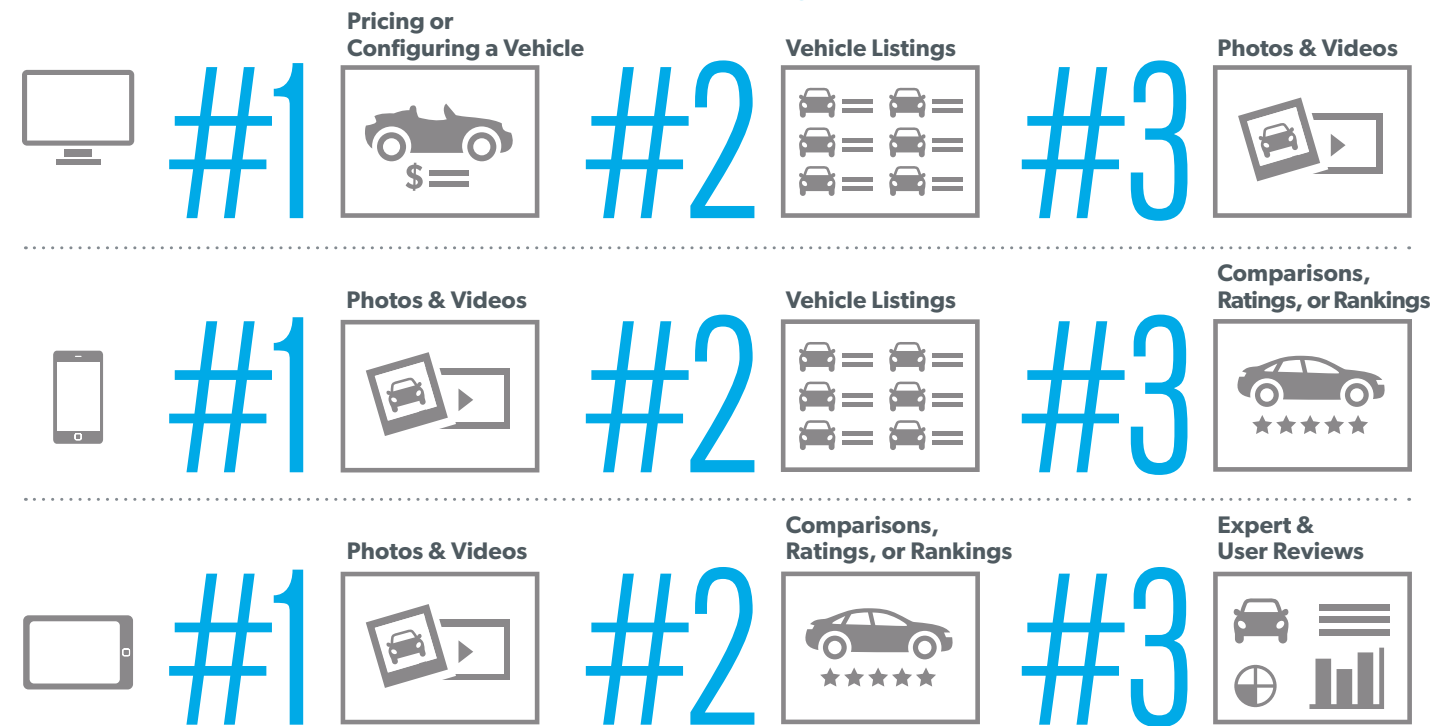 Pricing or
Configuring a Vehicle
#1
Vehicle Listings
#2
Photos & Videos
#3
$
Photos & Videos
#1
Vehicle Listings
#2
Comparisons,
Ratings, or Rankings
#3
Photos & Videos
#1
Comparisons,
Ratings, or Rankings
#2
Expert &
User Reviews
#3